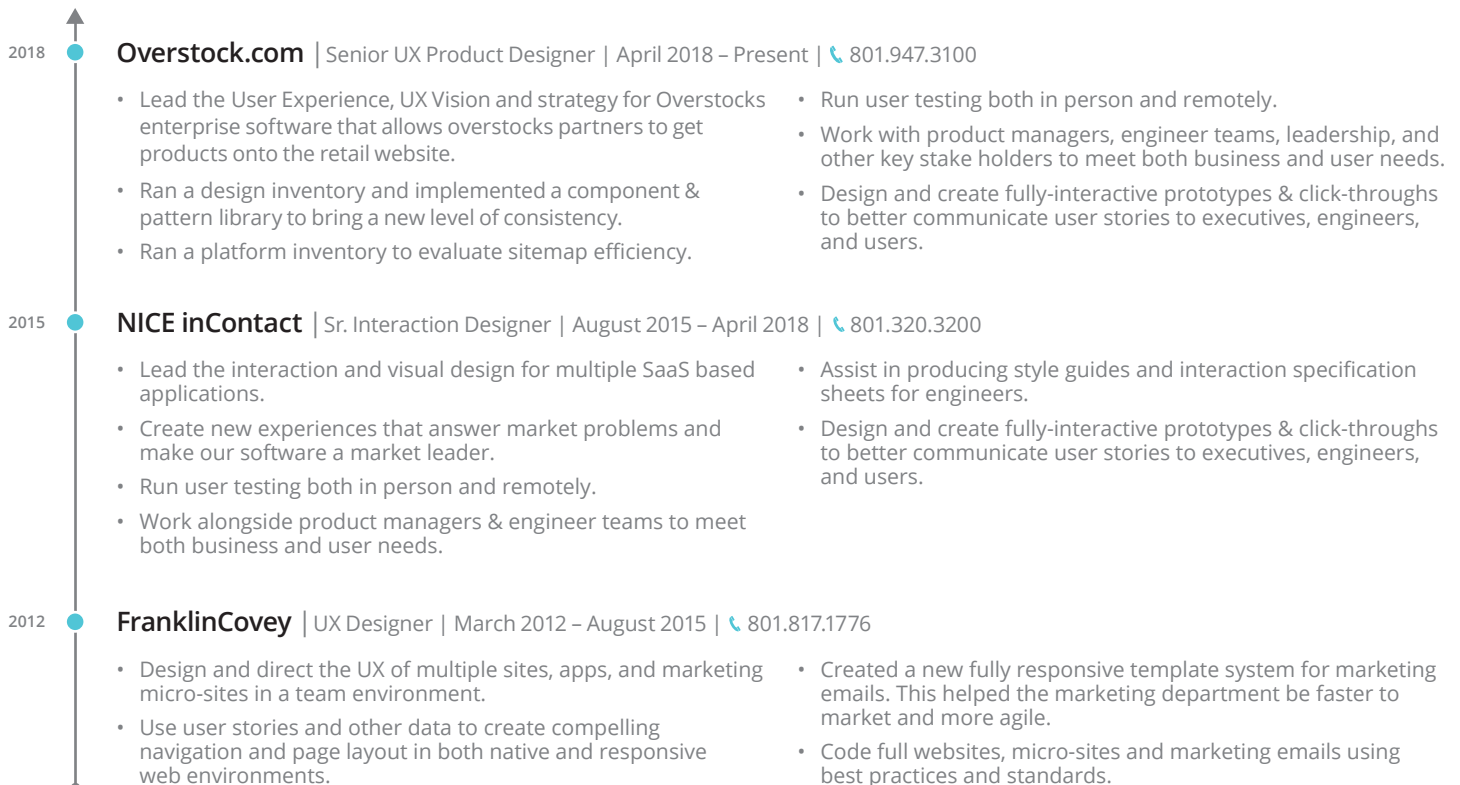 2018
Overstock.com | Senior UX Product Designer | April 2018 – Present | 801.947.3100
• Lead the User Experience, UX Vision and strategy for Overstocks
enterprise software that allows overstocks partners to get
products onto the retail website.
• Ran a design inventory and implemented a component &
pattern library to bring a new level of consistency.
• Ran a platform inventory to evaluate sitemap efficiency.
• Run user testing both in person and remotely.
• Work with product managers, engineer teams, leadership, and
other key stake holders to meet both business and user needs.
• Design and create fully-interactive prototypes & click-throughs
to better communicate user stories to executives, engineers,
and users.
2015
NICE inContact | Sr. Interaction Designer | August 2015 – April 2018 | 801.320.3200
• Lead the interaction and visual design for multiple SaaS based
applications.
• Create new experiences that answer market problems and
make our software a market leader.
• Run user testing both in person and remotely.
• Work alongside product managers & engineer teams to meet
both business and user needs.
• Assist in producing style guides and interaction specification
sheets for engineers.
• Design and create fully-interactive prototypes & click-throughs
to better communicate user stories to executives, engineers,
and users.
2012
FranklinCovey | UX Designer | March 2012 – August 2015 | 801.817.1776
• Design and direct the UX of multiple sites, apps, and marketing
micro-sites in a team environment.
• Use user stories and other data to create compelling
navigation and page layout in both native and responsive
web environments.
• Created a new fully responsive template system for marketing
emails. This helped the marketing department be faster to
market and more agile.
• Code full websites, micro-sites and marketing emails using
best practices and standards.